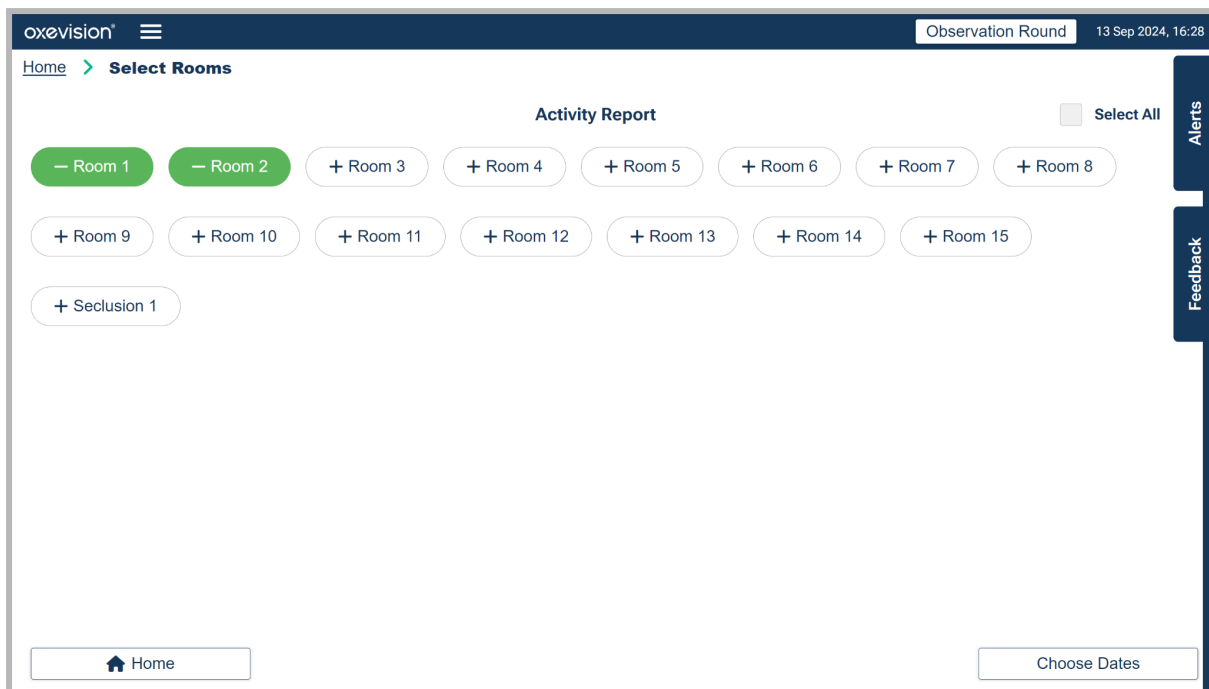 oxevision®
Observation Round
13 Sep 2024, 16:28
Home > Select Rooms
Activity Report
Select All
− Room 1
− Room 2
+ Room 3
+ Room 4
+ Room 5
+ Room 6
+ Room 7
+ Room 8
+ Room 9
+ Room 10
+ Room 11
+ Room 12
+ Room 13
+ Room 14
+ Room 15
+ Seclusion 1
Alerts
Feedback
Home
Choose Dates